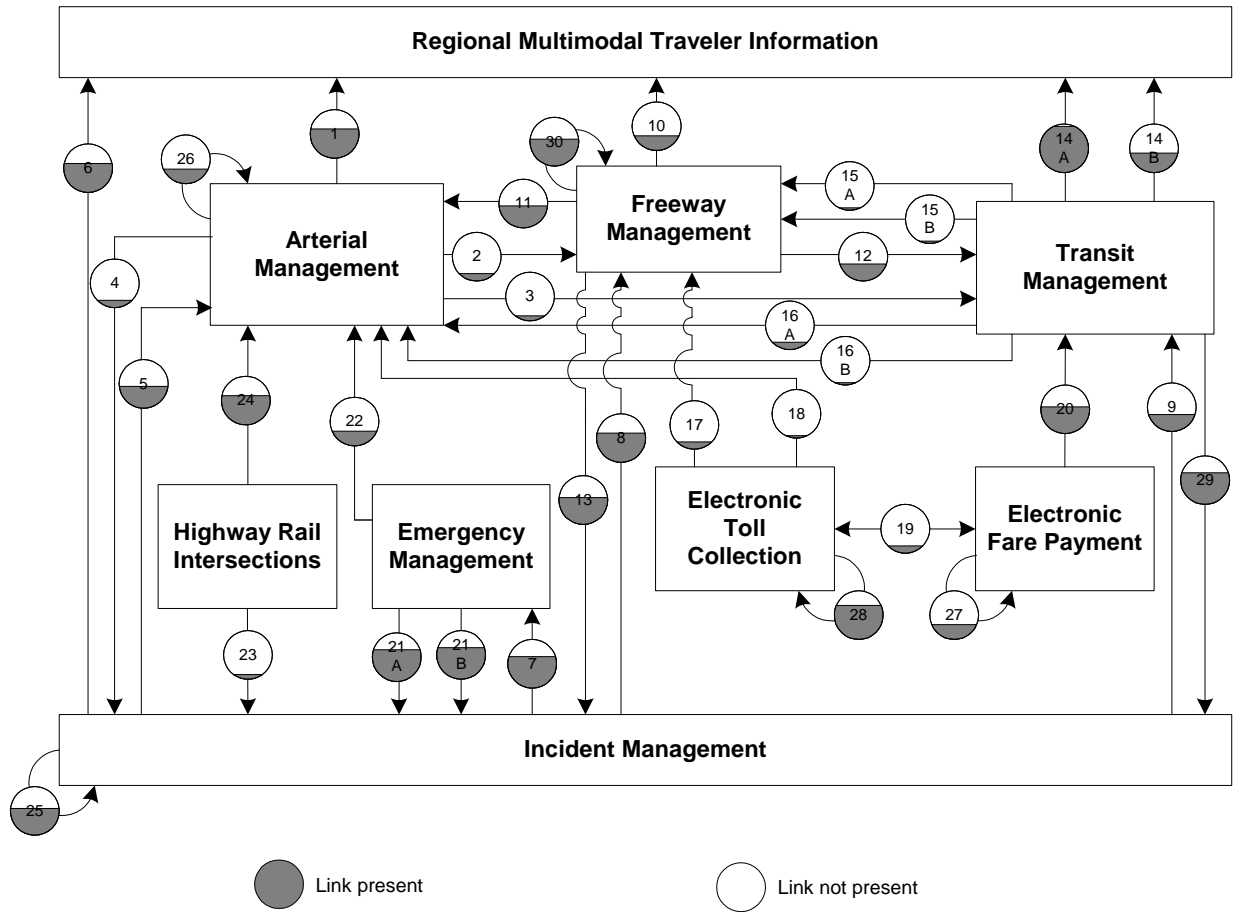 Regional Multimodal Traveler Information
6
1
10
14
A
14
B
26
30
15
A
11
Freeway
Management
15
B
Arterial
Management
2
12
Transit
Management
4
3
16
A
16
B
5
24
22
17
18
20
9
8
29
13
Highway Rail
Intersections
Emergency
Management
Electronic
Toll
Collection
19
Electronic
Fare Payment
28
27
23
21
A
21
B
7
Incident Management
25
Link present
Link not present